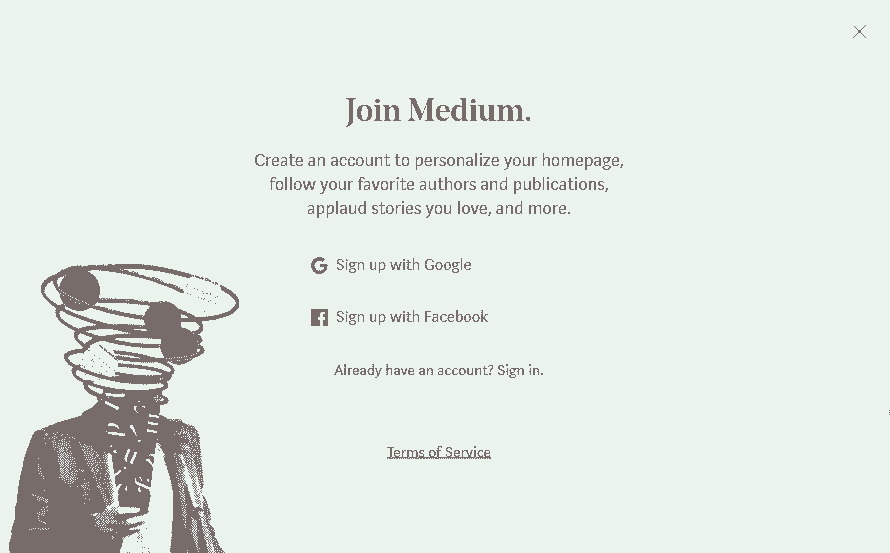 Join Medium.
Create an account to personalize your homepage,
follow your favorite authors and publications,
applaud stories you love, and more.
Sign up with Google
Sign up with Facebook
Already have an account? Sign in.
Terms of Service